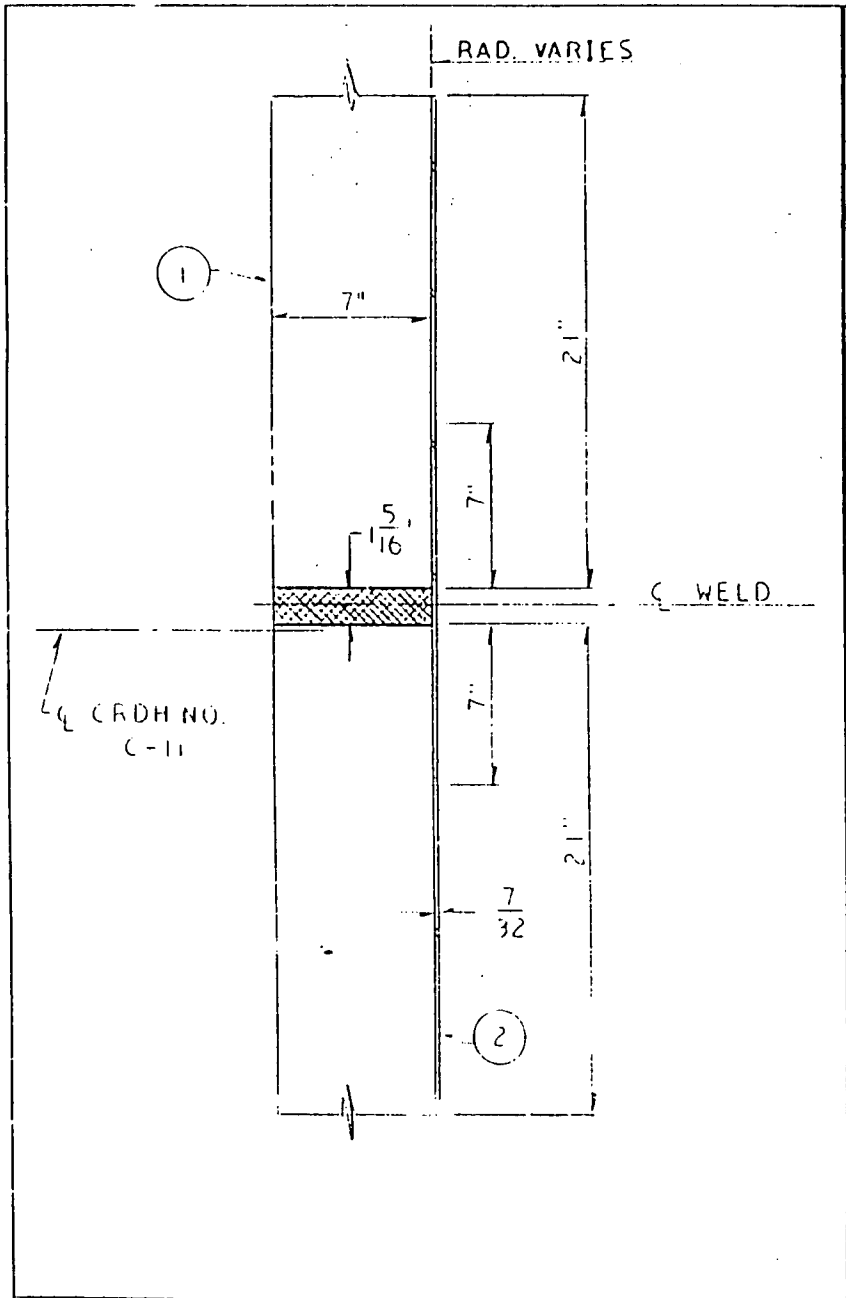 RAD. VARIES
1
7"
21"
7"
1 5/16"
℄ WELD
℄ CRDH NO.
C-11
7"
21"
7/32
2